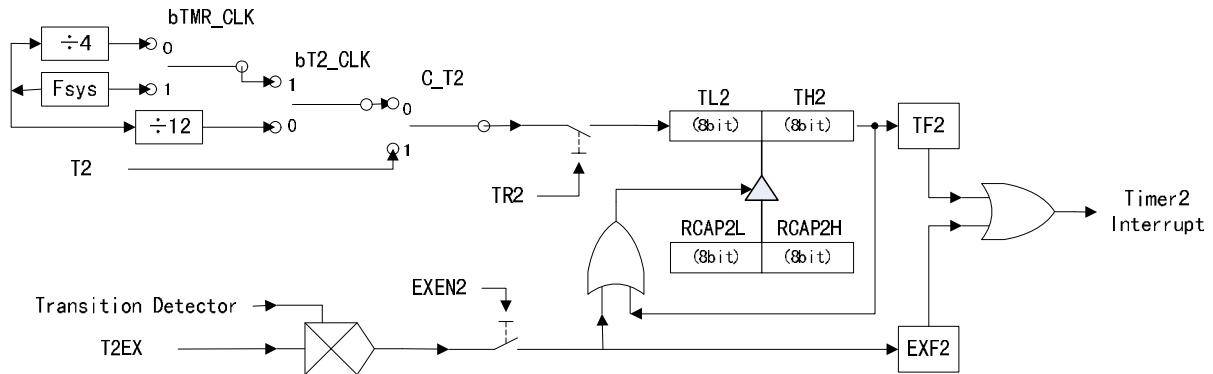 bTMR_CLK
÷4
0
bT2_CLK
C_T2
1
Fsys
1
0
TL2
TH2
÷12
0
(8bit)
(8bit)
TF2
T2
1
TR2
Timer2
Interrupt
RCAP2L
RCAP2H
(8bit)
(8bit)
EXEN2
Transition Detector
T2EX
EXF2